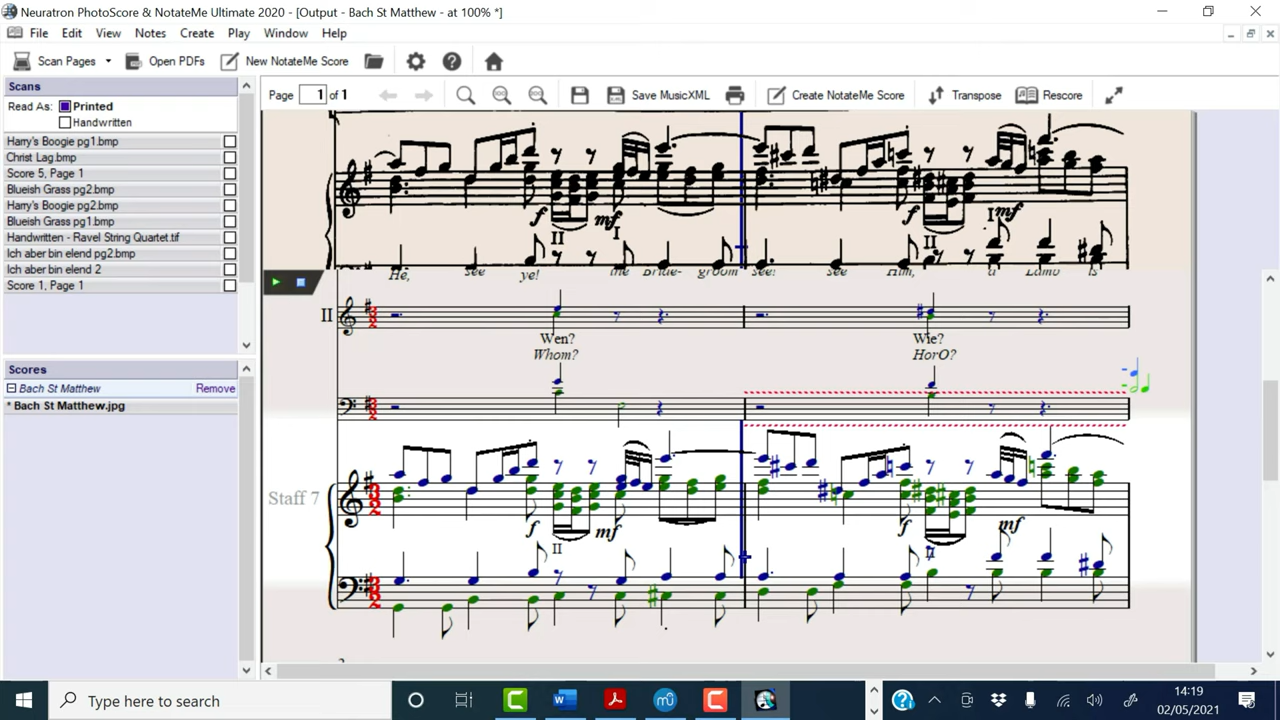 Neuratron PhotoScore & NotateMe Ultimate 2020 - [Output - Bach St Matthew - at 100% *]
File Edit View Notes Create Play Window Help
Scan Pages Open PDFs New NotateMe Score
Scans
Read As: Printed
Handwritten
Harry's Boogie pg1.bmp
Christ Lag.bmp
Score 5, Page 1
Blueish Grass pg2.bmp
Harry's Boogie pg2.bmp
Blueish Grass pg1.bmp
Handwritten - Ravel String Quartet.tif
Ich aber bin elend pg2.bmp
Ich aber bin elend 2
Score 1, Page 1
Scores
Bach St Matthew Remove
* Bach St Matthew.jpg
Page 1 of 1 Save MusicXML Create NotateMe Score Transpose Rescore
f mf f mf
II I II I
He, see ye! the Bride- groom see! see Him, a Lamb is
II
Wen? Wie?
Whom? HorO?
Staff 7
f mf f mf
II
Type here to search
14:19
02/05/2021